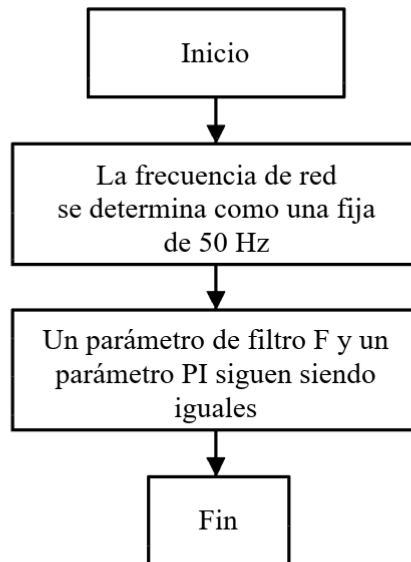 Inicio
La frecuencia de red
se determina como una fija
de 50 Hz
Un parámetro de filtro F y un
parámetro PI siguen siendo
iguales
Fin